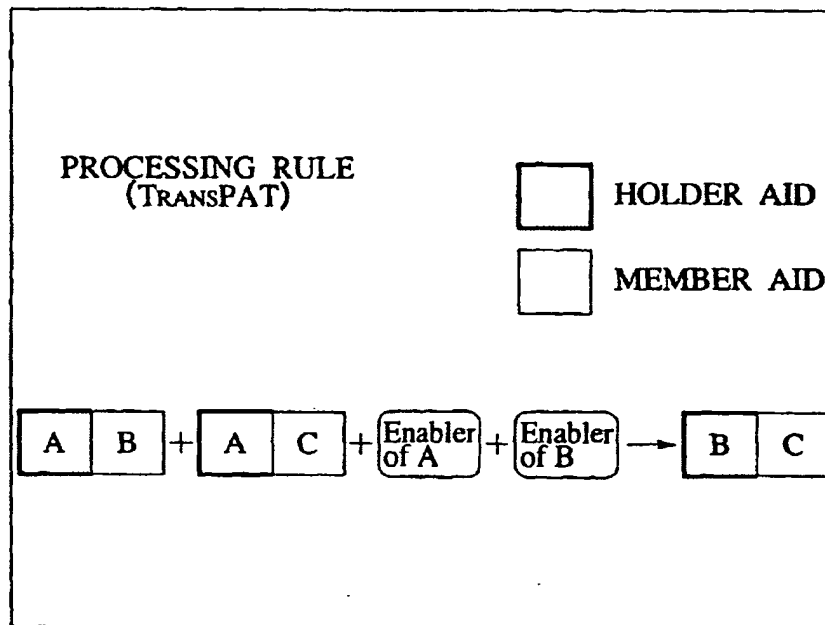 PROCESSING RULE
(TRANSPAT)
HOLDER AID
MEMBER AID
A B + A C + Enabler of A + Enabler of B → B C